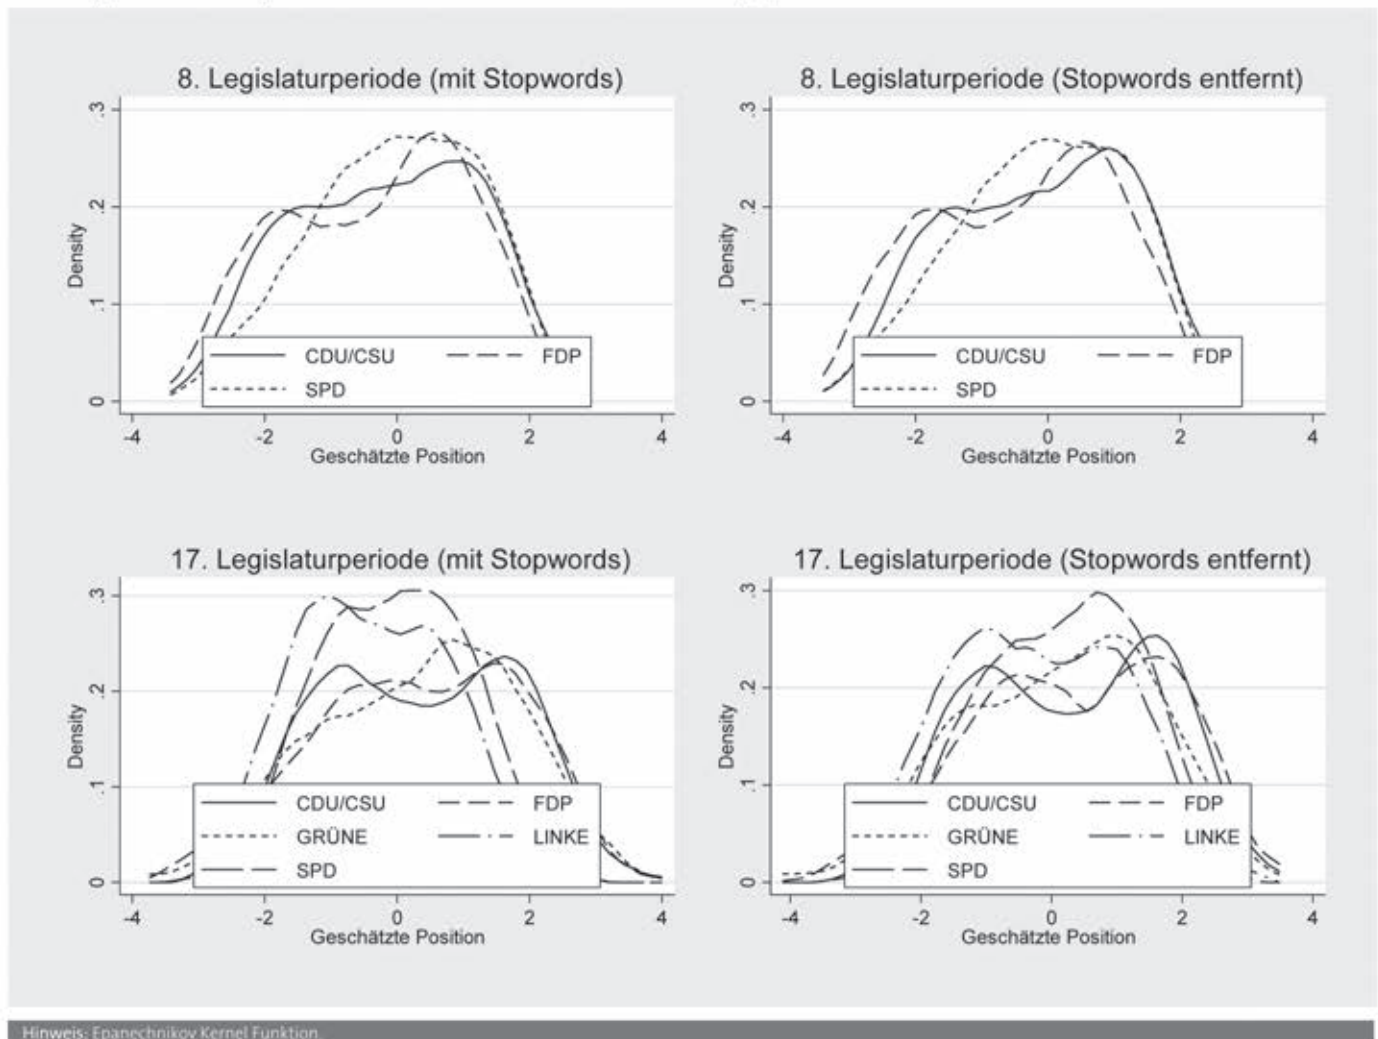 8. Legislaturperiode (mit Stopwords)
.3
.2
.1
0
Density
CDU/CSU FDP
SPD
-4 -2 0 2 4
Geschätzte Position
8. Legislaturperiode (Stopwords entfernt)
.3
.2
.1
0
Density
CDU/CSU FDP
SPD
-4 -2 0 2 4
Geschätzte Position
17. Legislaturperiode (mit Stopwords)
.3
.2
.1
0
Density
CDU/CSU FDP
GRÜNE LINKE
SPD
-4 -2 0 2 4
Geschätzte Position
17. Legislaturperiode (Stopwords entfernt)
.3
.2
.1
0
Density
CDU/CSU FDP
GRÜNE LINKE
SPD
-4 -2 0 2 4
Geschätzte Position
Hinweis: Epanechnikov Kernel Funktion.